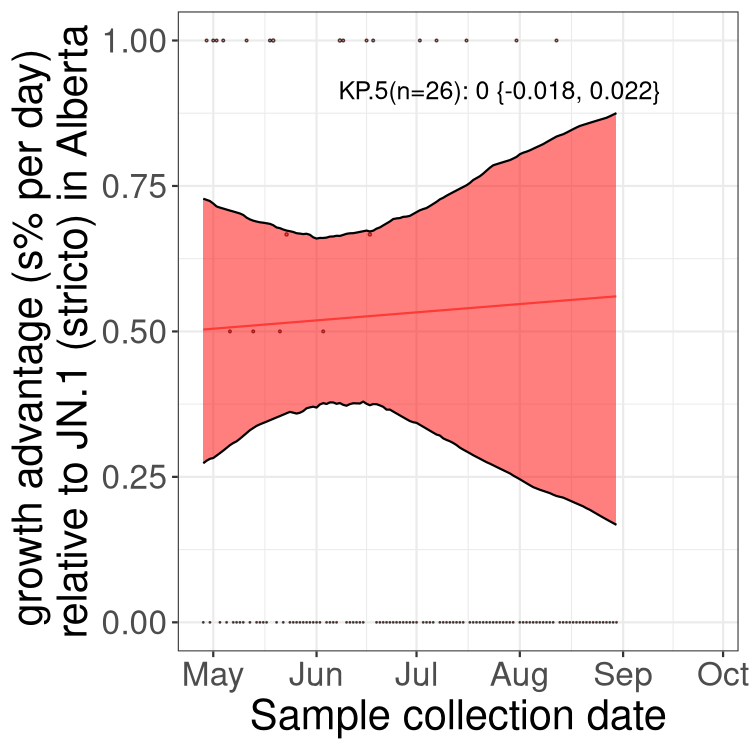 growth advantage (s% per day)
relative to JN.1 (stricto) in Alberta
1.00
0.75
0.50
0.25
0.00
KP.5(n=26): 0 {-0.018, 0.022}
May Jun Jul Aug Sep Oct
Sample collection date